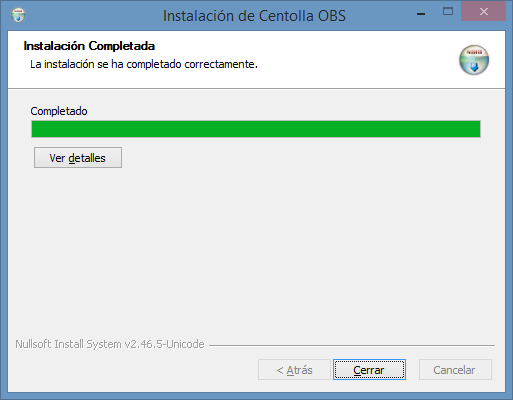 Instalación de Centolla OBS
Instalación Completada
La instalación se ha completado correctamente.
Completado
Ver detalles
Nullsoft Install System v2.46.5-Unicode
< Atrás
Cerrar
Cancelar